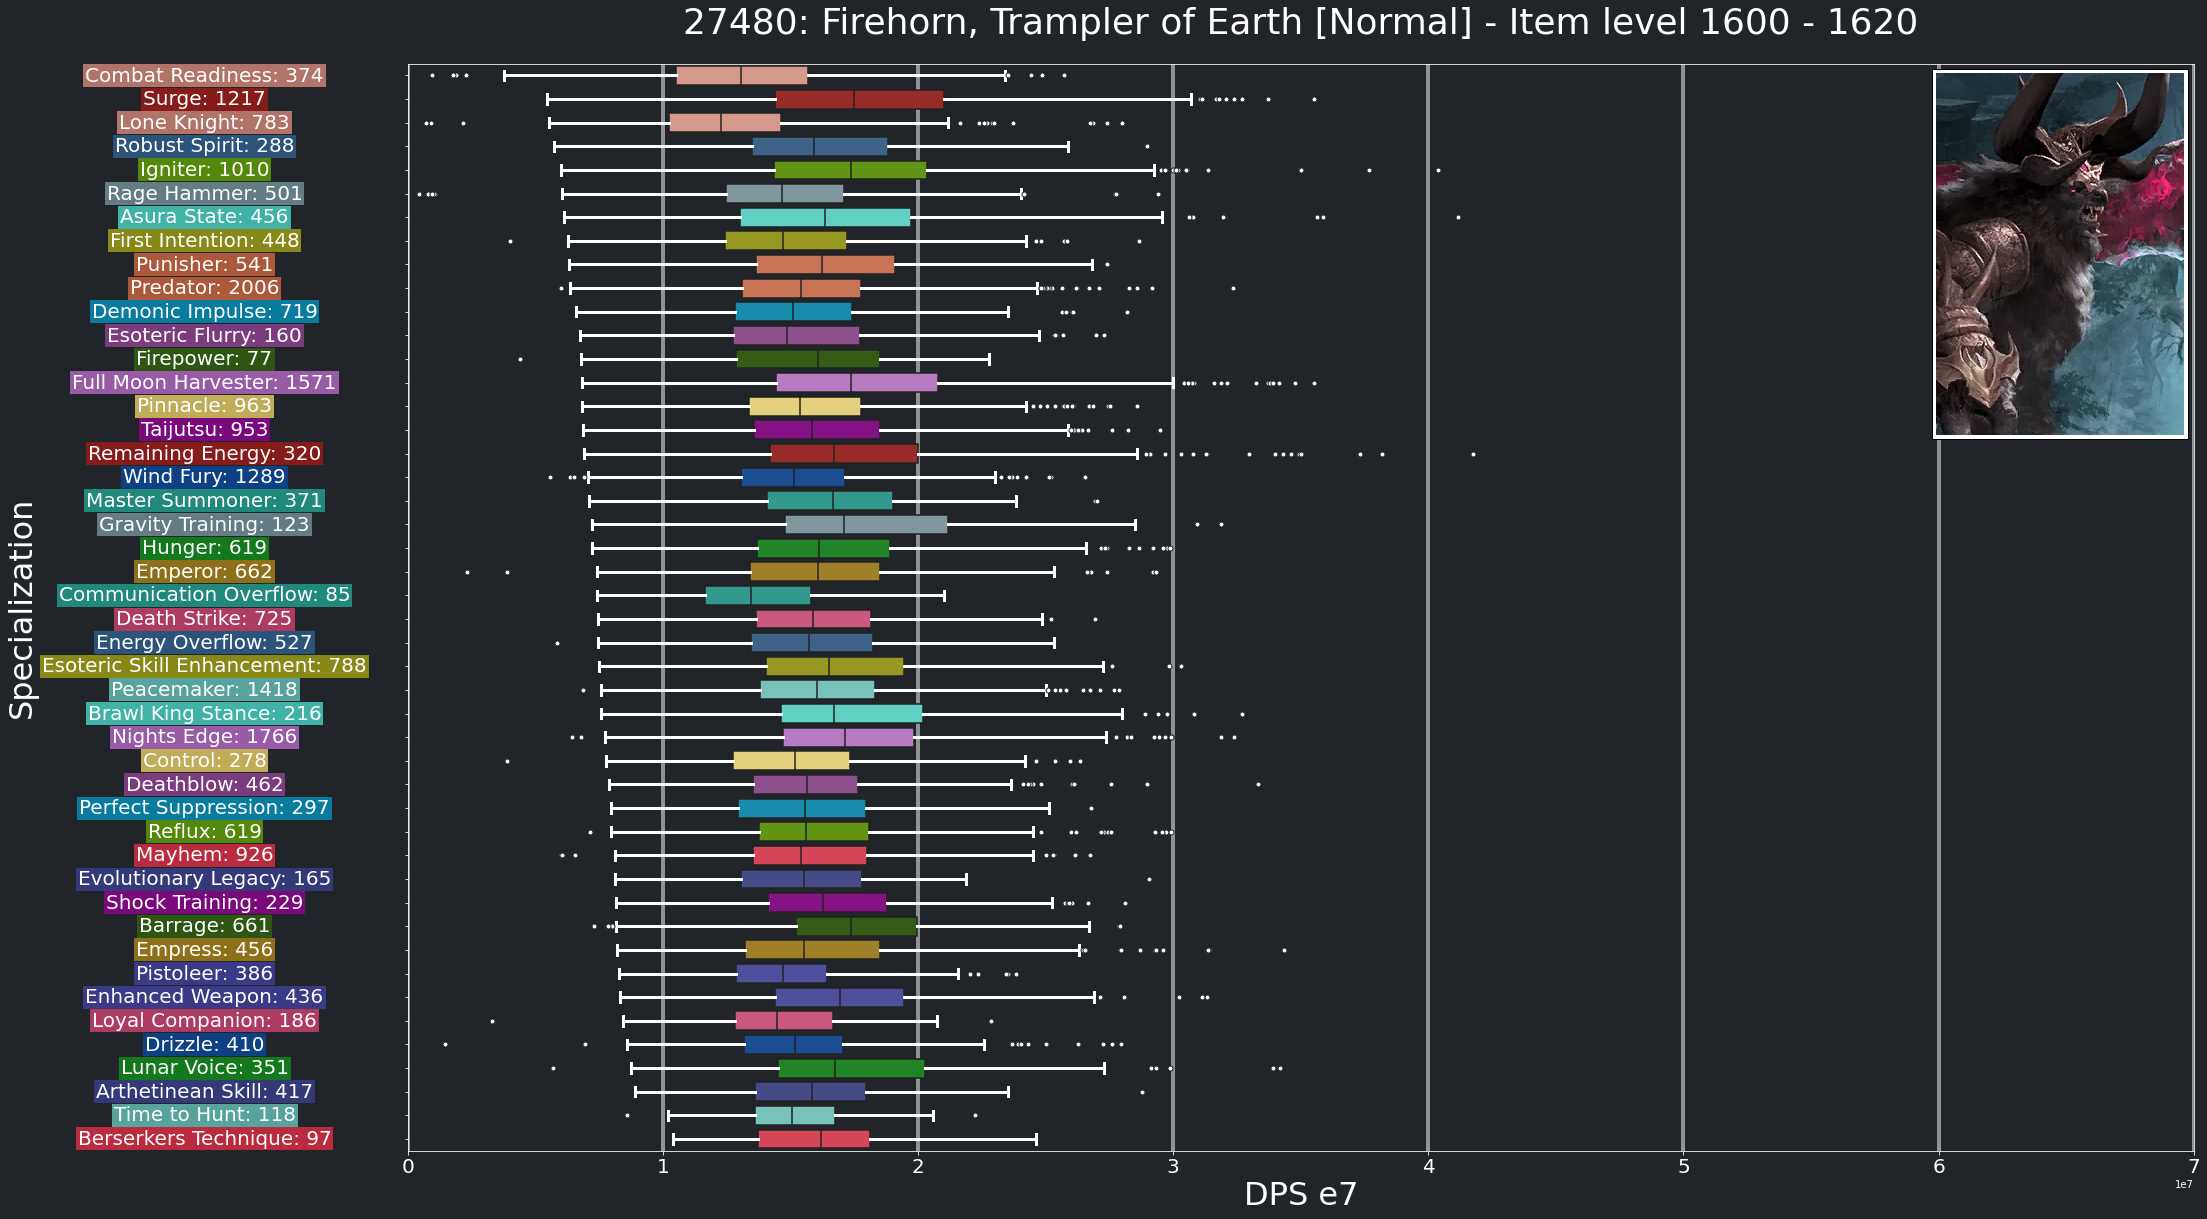 27480: Firehorn, Trampler of Earth [Normal] - Item level 1600 - 1620
Combat Readiness: 374
Surge: 1217
Lone Knight: 783
Robust Spirit: 288
Igniter: 1010
Rage Hammer: 501
Asura State: 456
First Intention: 448
Punisher: 541
Predator: 2006
Demonic Impulse: 719
Esoteric Flurry: 160
Firepower: 77
Full Moon Harvester: 1571
Pinnacle: 963
Taijutsu: 953
Remaining Energy: 320
Wind Fury: 1289
Master Summoner: 371
Gravity Training: 123
Hunger: 619
Emperor: 662
Communication Overflow: 85
Death Strike: 725
Energy Overflow: 527
Esoteric Skill Enhancement: 788
Peacemaker: 1418
Brawl King Stance: 216
Nights Edge: 1766
Control: 278
Deathblow: 462
Perfect Suppression: 297
Reflux: 619
Mayhem: 926
Evolutionary Legacy: 165
Shock Training: 229
Barrage: 661
Empress: 456
Pistoleer: 386
Enhanced Weapon: 436
Loyal Companion: 186
Drizzle: 410
Lunar Voice: 351
Arthetinean Skill: 417
Time to Hunt: 118
Berserkers Technique: 97
Specialization
0 1 2 3 4 5 6 7
1e7
DPS e7